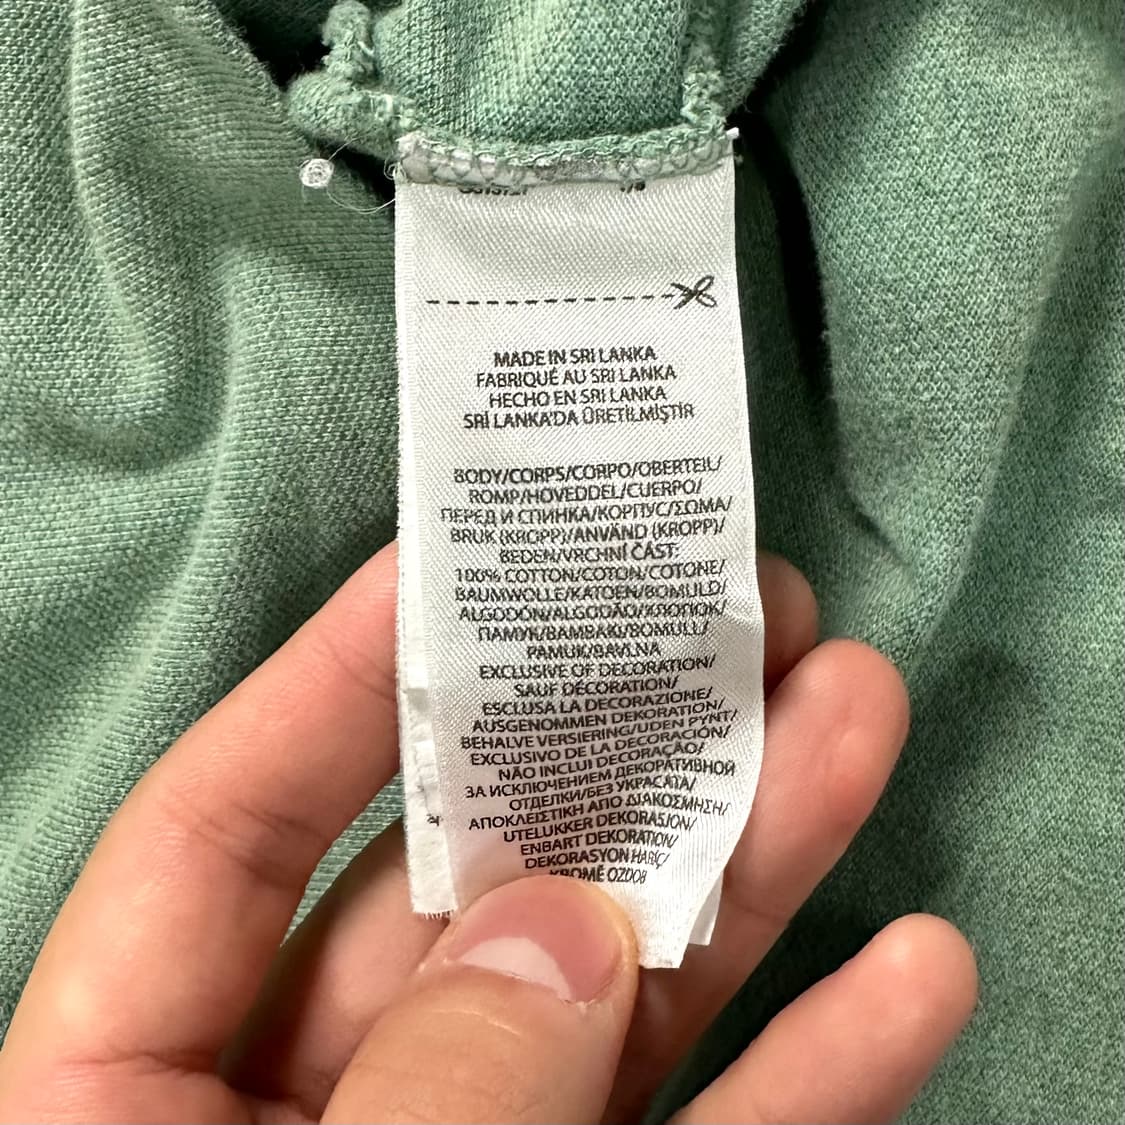 MADE IN SRI LANKA
FABRIQUÉ AU SRI LANKA
HECHO EN SRI LANKA
SRİ LANKA'DA ÜRETİLMİŞTİR
BODY/CORPS/CORPO/OBERTEIL/
ROMP/HOVEDDEL/CUERPO/
ПЕРЕД И СПИНКА/КОРПУС/ΣΩΜΑ/
BRUK (KROPP)/ANVÄND (KROPP)/
BEDEN/VRCHNÍ ČÁST:
100% COTTON/COTON/COTONE/
BAUMWOLLE/KATOEN/BOMULD/
ALGODÓN/ALGODÃO/ХЛОПОК/
ПАМУК/ΒΑΜΒΑΚΙ/BOMULL/
PAMUK/BAVLNA
EXCLUSIVE OF DECORATION/
SAUF DÉCORATION/
ESCLUSA LA DECORAZIONE/
AUSGENOMMEN DEKORATION/
BEHALVE VERSIERING/UDEN PYNT/
EXCLUSIVO DE LA DECORACIÓN/
NÃO INCLUI DECORAÇÃO/
ЗА ИСКЛЮЧЕНИЕМ ДЕКОРАТИВНОЙ
ОТДЕЛКИ/БЕЗ УКРАСАТА/
ΑΠΟΚΛΕΙΣΤΙΚΗ ΑΠΟ ΔΙΑΚΟΣΜΗΣΗ/
UTELUKKER DEKORASJON/
ENBART DEKORATION/
DEKORASYON HARİÇ/
KROMĚ OZDOB